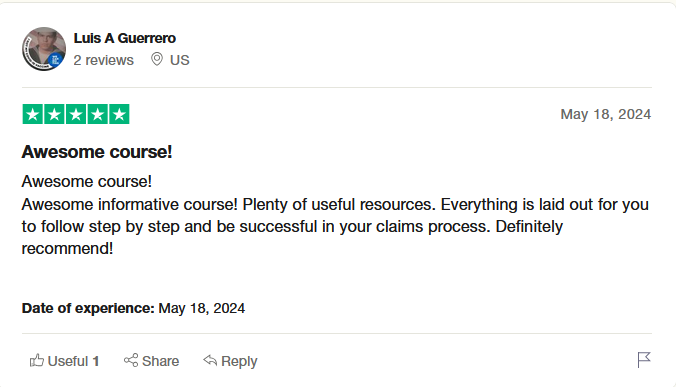 Luis A Guerrero
2 reviews US
May 18, 2024
Awesome course!
Awesome course!
Awesome informative course! Plenty of useful resources. Everything is laid out for you
to follow step by step and be successful in your claims process. Definitely
recommend!
Date of experience: May 18, 2024
Useful 1 Share Reply